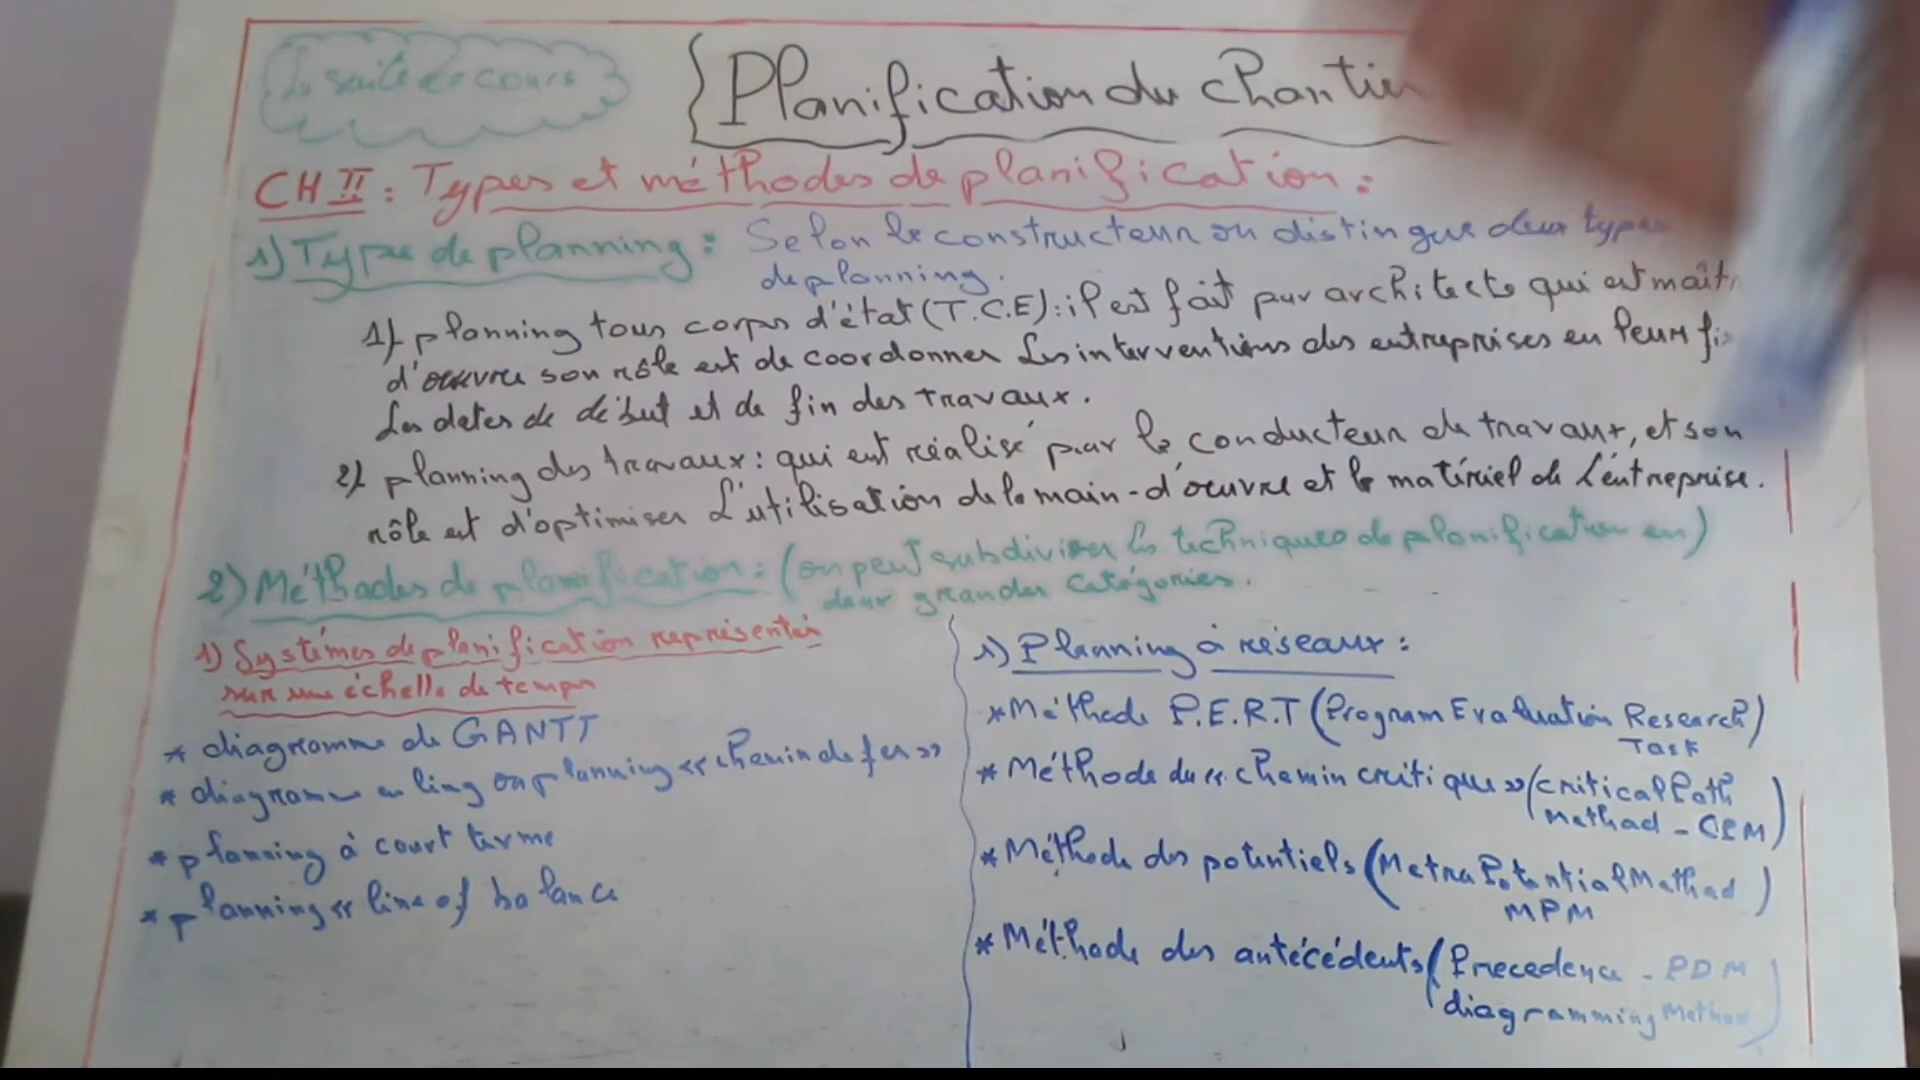 La suite de cours
Planification du chantier
CH II : Types et méthodes de planification :
1) Type de planning : Selon le constructeur on distingue deux types
de planning.
1) planning tous corps d'état (T.C.E) : il est fait par architecte qui est maît
d'œuvre son rôle est de coordonner les interventions des entreprises en leur fi
les dates de début et de fin des travaux.
2) planning des travaux : qui est réalisé par le conducteur de travaux, et son
rôle est d'optimiser l'utilisation de la main-d'œuvre et le matériel de l'entreprise.
2) Méthodes de planification : (on peut subdiviser les techniques de planification en)
deux grandes catégories.
1) Systémes de planification représentés
sur une échelle de temps
* diagramme de GANTT
* diagramme en ling ou planning « chemin de fer »
* planning à court terme
* planning « line of balance
1) Planning à réseaux :
* Méthode P.E.R.T (Program Evaluation Research)
Task
* Méthode du « chemin critique » (critical Path
Method - CPM)
* Méthode des potentiels (Metra Potential Method)
MPM
* Méthode des antécédents (Precedence - PDM
diagramming Method)